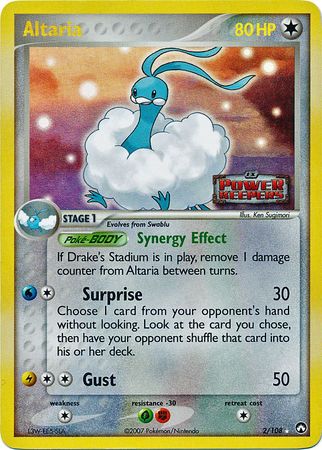 Altaria 80 HP
EX
POWER
KEEPERS
Illus. Ken Sugimori
STAGE 1
Evolves from Swablu
Poké-BODY Synergy Effect
If Drake's Stadium is in play, remove 1 damage
counter from Altaria between turns.
Surprise 30
Choose 1 card from your opponent's hand
without looking. Look at the card you chose,
then have your opponent shuffle that card into
his or her deck.
Gust 50
weakness resistance -30 retreat cost
©2007 Pokémon/Nintendo 2/108